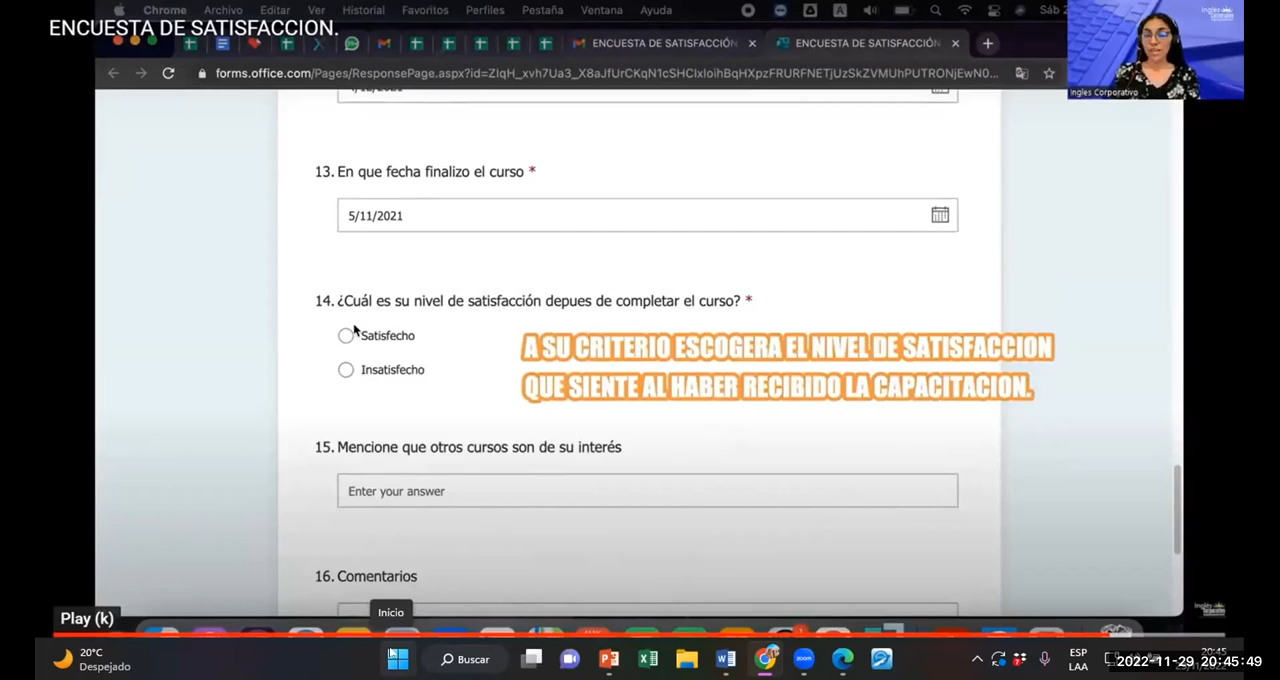 Chrome Archivo Editar Ver Historial Favoritos Perfiles Pestaña Ventana Ayuda
ENCUESTA DE SATISFACCION.
ENCUESTA DE SATISFACCIÓN
ENCUESTA DE SATISFACCIÓN
Ingles Corporativo
13. En que fecha finalizo el curso *
5/11/2021
14. ¿Cuál es su nivel de satisfacción depues de completar el curso? *
Satisfecho
Insatisfecho
A SU CRITERIO ESCOGERA EL NIVEL DE SATISFACCION
QUE SIENTE AL HABER RECIBIDO LA CAPACITACION.
15. Mencione que otros cursos son de su interés
Enter your answer
16. Comentarios
Inicio
Play (k)
20°C
Despejado
Buscar
ESP
LAA
20:45
2022-11-29 20:45:49